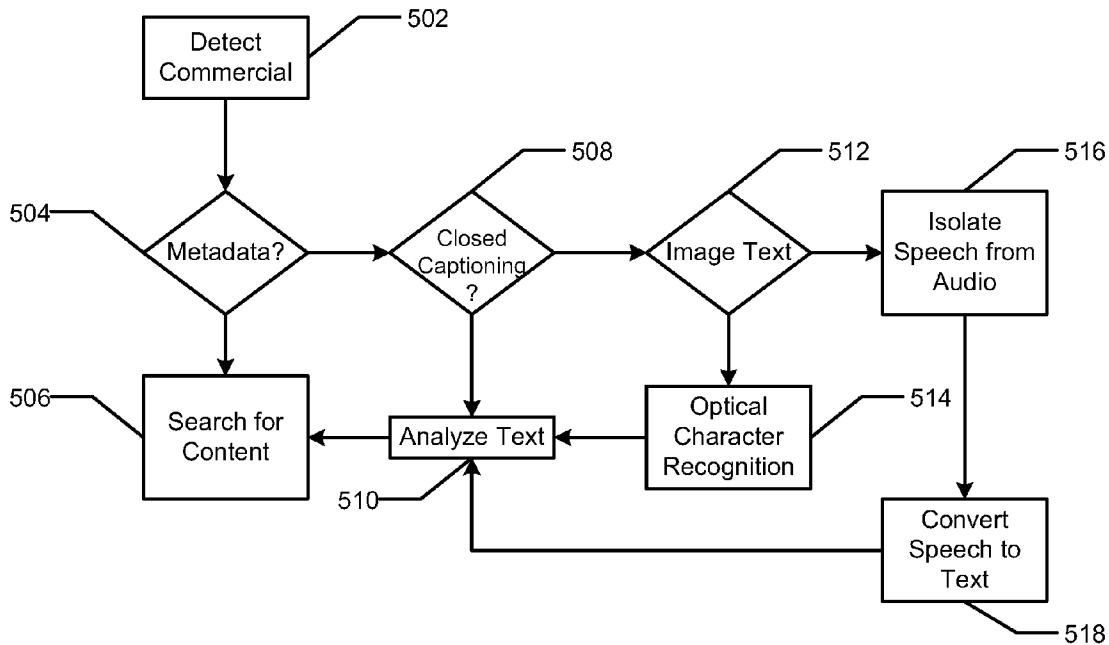 502
Detect
Commercial
508
512
516
504
Metadata?
Closed
Captioning
?
Image Text
Isolate
Speech from
Audio
506
Search for
Content
Analyze Text
510
Optical
Character
Recognition
514
Convert
Speech to
Text
518